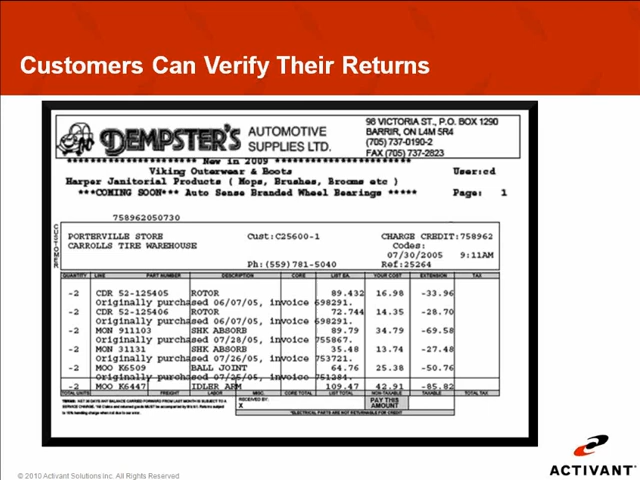 Customers Can Verify Their Returns
DEMPSTER'S AUTOMOTIVE SUPPLIES LTD.
98 VICTORIA ST., P.O. BOX 1290
BARRIR, ON L4M 5R4
(705) 737-0190-2
FAX (705) 737-2823
********************** New in 2009 ***********************
Viking Outerwear & Boots User:cd
Harper Janitorial Products ( Mops, Brushes, Brooms etc )
***COMING SOON*** Auto Sense Branded Wheel Bearings ***** Page: 1
758962050730
CUSTOMER
PORTERVILLE STORE Cust:C25600-1 CHARGE CREDIT:758962
CARROLLS TIRE WAREHOUSE Codes:
07/30/2005 9:11AM
Ph:(559)781-5040 Ref:25264
QUANTITY LINE PART NUMBER DESCRIPTION CORE LIST EA. YOUR COST EXTENSION TAX
-2 CDR 52-125405 ROTOR 89.432 16.98 -33.96
Originally purchased 06/07/05, invoice 698291.
-2 CDR 52-125406 ROTOR 72.744 14.35 -28.70
Originally purchased 06/07/05, invoice 698291.
-2 MON 911103 SHK ABSORB 89.79 34.79 -69.58
Originally purchased 07/28/05, invoice 755867.
-2 MON 31131 SHK ABSORB 35.48 13.74 -27.48
Originally purchased 07/26/05, invoice 753721.
-2 MOO K6509 BALL JOINT 64.76 25.38 -50.76
Originally purchased 07/25/05, invoice 751284.
-2 MOO K6447 IDLER ARM 109.47 42.91 -85.82
TOTAL UNITS FREIGHT LABOR MISC. CORE TOTAL LIST TOTAL NON-TAXABLE TAXABLE TOTAL TAX
RECEIVED BY:
X
PAY THIS AMOUNT
*ELECTRICAL PARTS ARE NOT RETURNABLE FOR CREDIT
© 2010 Activant Solutions Inc. All Rights Reserved
ACTIVANT